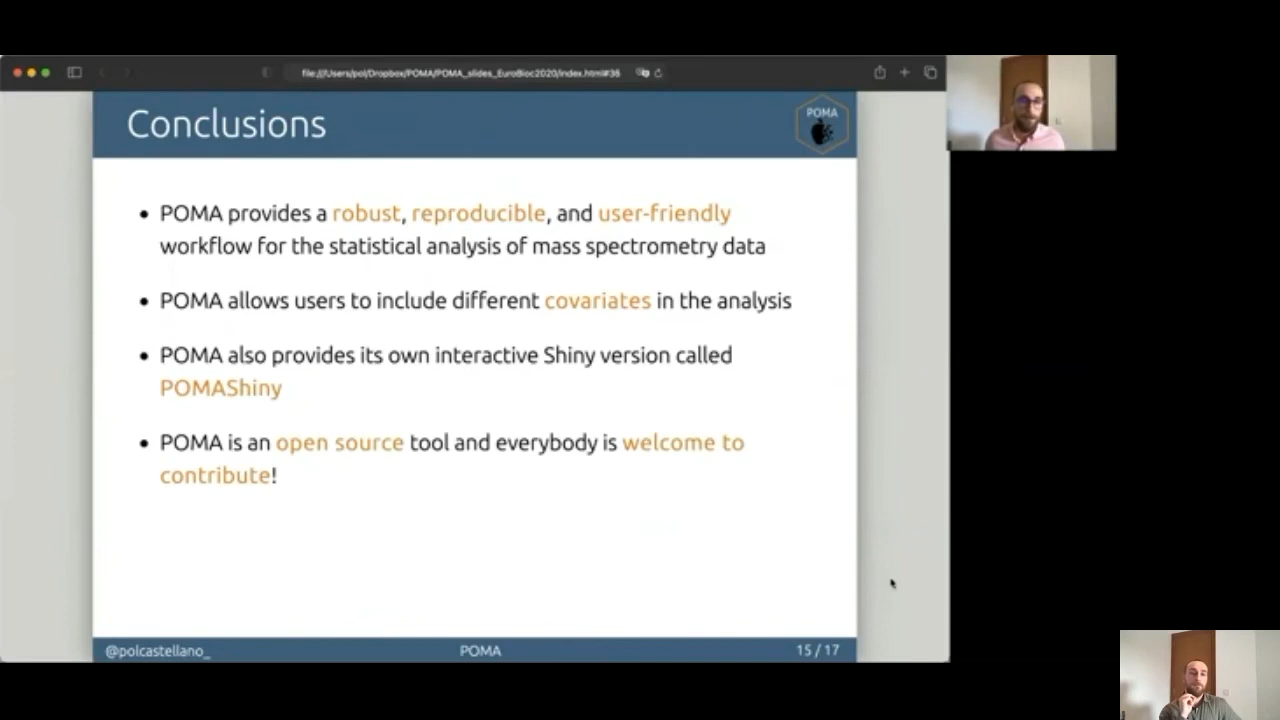 file:///Users/pol/Dropbox/POMA/POMA_slides_EuroBioc2020/index.html#36
Conclusions
POMA
• POMA provides a robust, reproducible, and user-friendly
workflow for the statistical analysis of mass spectrometry data
• POMA allows users to include different covariates in the analysis
• POMA also provides its own interactive Shiny version called
POMAShiny
• POMA is an open source tool and everybody is welcome to
contribute!
@polcastellano_
POMA
15 / 17